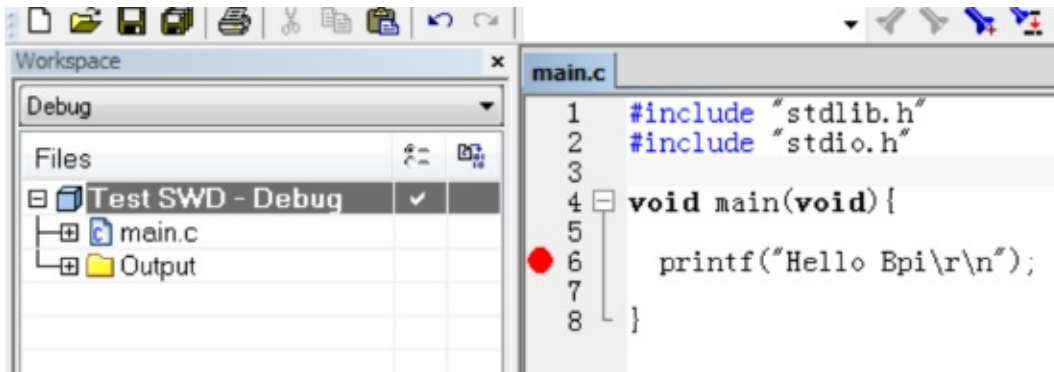 Workspace
Debug
Files
Test SWD - Debug
main.c
Output
main.c
1 #include "stdlib.h"
2 #include "stdio.h"
3
4 void main(void){
5
6 printf("Hello Epi\r\n");
7
8 }